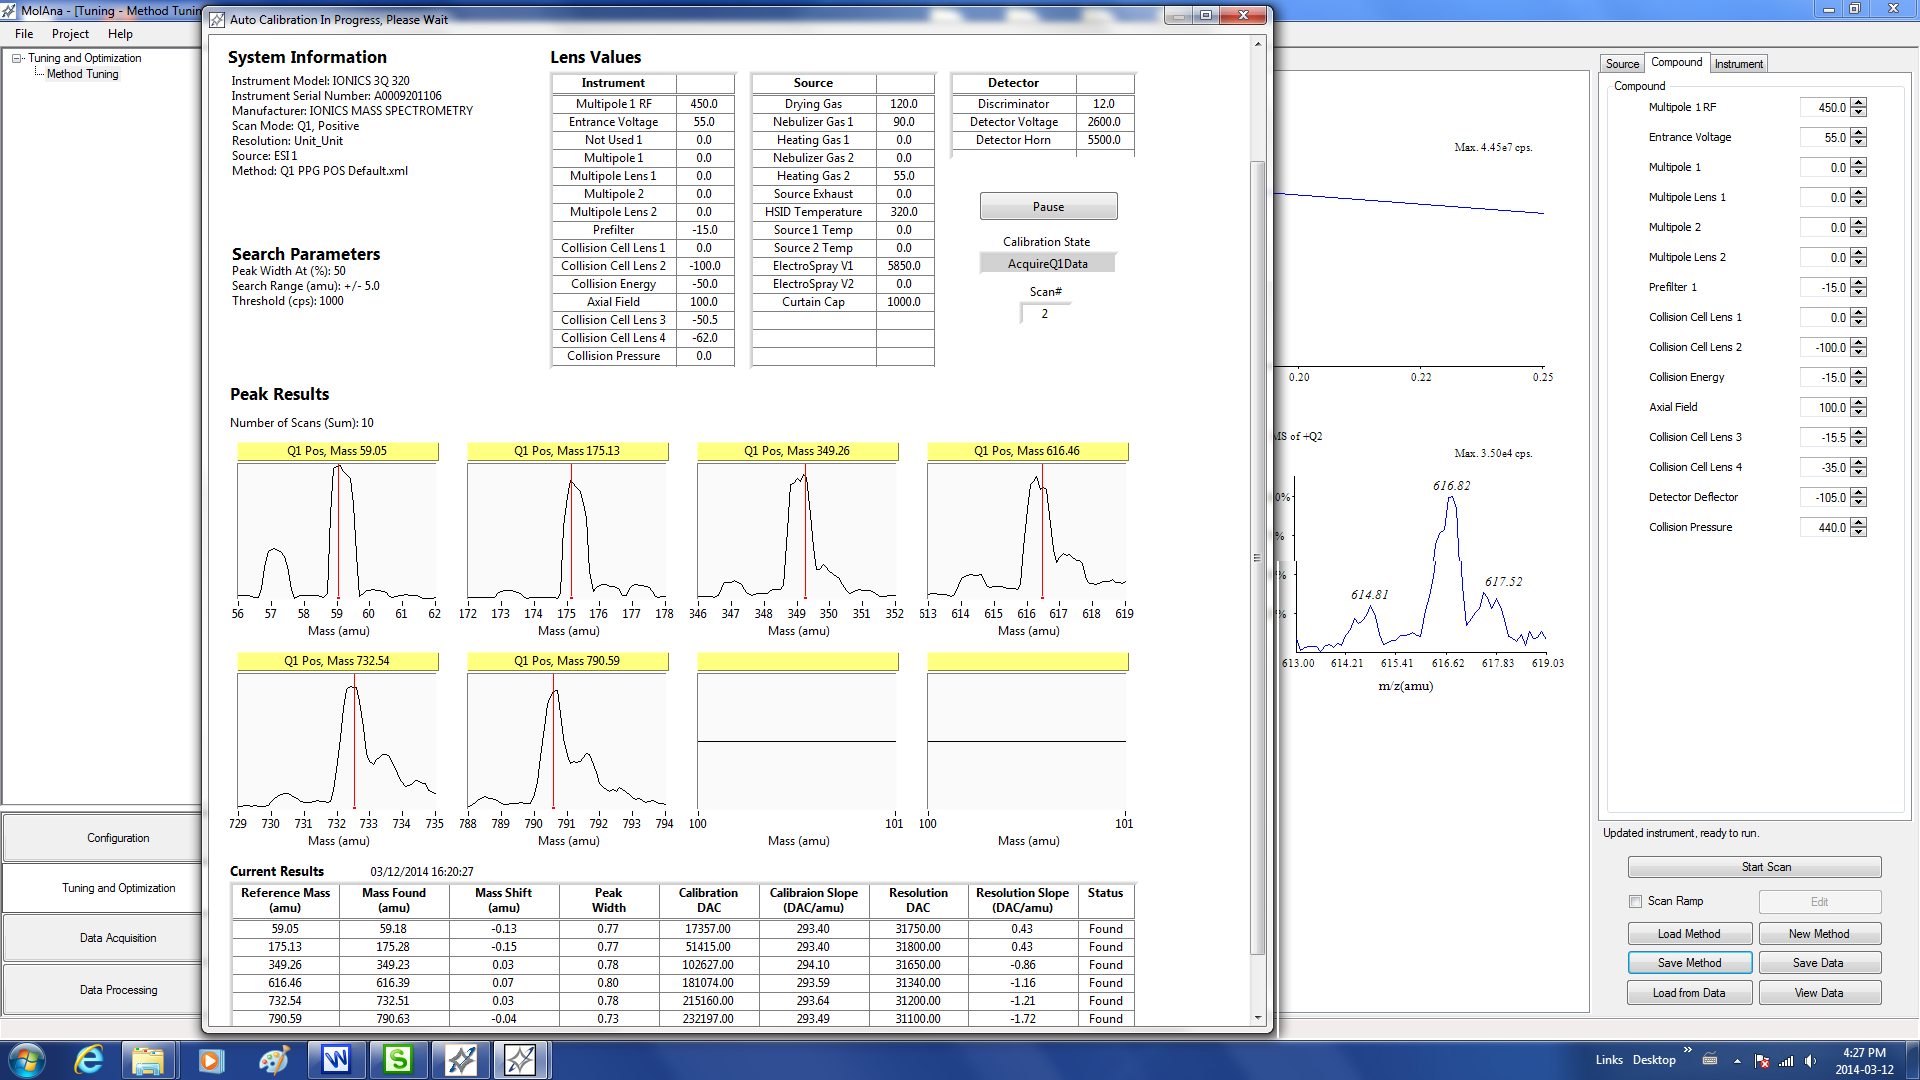 MolAna - [Tuning - Method Tunin
File Project Help
Tuning and Optimization
Method Tuning
Configuration
Tuning and Optimization
Data Acquisition
Data Processing
Auto Calibration In Progress, Please Wait
System Information
Instrument Model: IONICS 3Q 320
Instrument Serial Number: A0009201106
Manufacturer: IONICS MASS SPECTROMETRY
Scan Mode: Q1, Positive
Resolution: Unit_Unit
Source: ESI 1
Method: Q1 PPG POS Default.xml
Search Parameters
Peak Width At (%): 50
Search Range (amu): +/- 5.0
Threshold (cps): 1000
Lens Values
Instrument
Multipole 1 RF 450.0
Entrance Voltage 55.0
Not Used 1 0.0
Multipole 1 0.0
Multipole Lens 1 0.0
Multipole 2 0.0
Multipole Lens 2 0.0
Prefilter -15.0
Collision Cell Lens 1 0.0
Collision Cell Lens 2 -100.0
Collision Energy -50.0
Axial Field 100.0
Collision Cell Lens 3 -50.5
Collision Cell Lens 4 -62.0
Collision Pressure 0.0
Source
Drying Gas 120.0
Nebulizer Gas 1 90.0
Heating Gas 1 0.0
Nebulizer Gas 2 0.0
Heating Gas 2 55.0
Source Exhaust 0.0
HSID Temperature 320.0
Source 1 Temp 0.0
Source 2 Temp 0.0
ElectroSpray V1 5850.0
ElectroSpray V2 0.0
Curtain Cap 1000.0
Detector
Discriminator 12.0
Detector Voltage 2600.0
Detector Horn 5500.0
Pause
Calibration State
AcquireQ1Data
Scan#
2
Peak Results
Number of Scans (Sum): 10
Q1 Pos, Mass 59.05
56 57 58 59 60 61 62
Mass (amu)
Q1 Pos, Mass 175.13
172 173 174 175 176 177 178
Mass (amu)
Q1 Pos, Mass 349.26
346 347 348 349 350 351 352
Mass (amu)
Q1 Pos, Mass 616.46
613 614 615 616 617 618 619
Mass (amu)
Q1 Pos, Mass 732.54
729 730 731 732 733 734 735
Mass (amu)
Q1 Pos, Mass 790.59
788 789 790 791 792 793 794
Mass (amu)
100 101
Mass (amu)
100 101
Mass (amu)
Current Results 03/12/2014 16:20:27
Reference Mass (amu) Mass Found (amu) Mass Shift (amu) Peak Width Calibration DAC Calibraion Slope (DAC/amu) Resolution DAC Resolution Slope (DAC/amu) Status
59.05 59.18 -0.13 0.77 17357.00 293.40 31750.00 0.43 Found
175.13 175.28 -0.15 0.77 51415.00 293.40 31800.00 0.43 Found
349.26 349.23 0.03 0.78 102627.00 294.10 31650.00 -0.86 Found
616.46 616.39 0.07 0.80 181074.00 293.59 31340.00 -1.16 Found
732.54 732.51 0.03 0.78 215160.00 293.64 31200.00 -1.21 Found
790.59 790.63 -0.04 0.73 232197.00 293.49 31100.00 -1.72 Found
Max. 4.45e7 cps.
0.20 0.22 0.25
MS of +Q2
Max. 3.50e4 cps.
0%
%
%
%
616.82
617.52
614.81
613.00 614.21 615.41 616.62 617.83 619.03
m/z(amu)
Source Compound Instrument
Compound
Multipole 1 RF 450.0
Entrance Voltage 55.0
Multipole 1 0.0
Multipole Lens 1 0.0
Multipole 2 0.0
Multipole Lens 2 0.0
Prefilter 1 -15.0
Collision Cell Lens 1 0.0
Collision Cell Lens 2 -100.0
Collision Energy -15.0
Axial Field 100.0
Collision Cell Lens 3 -15.5
Collision Cell Lens 4 -35.0
Detector Deflector -105.0
Collision Pressure 440.0
Updated instrument, ready to run.
Start Scan
Scan Ramp Edit
Load Method New Method
Save Method Save Data
Load from Data View Data
Links Desktop
4:27 PM
2014-03-12